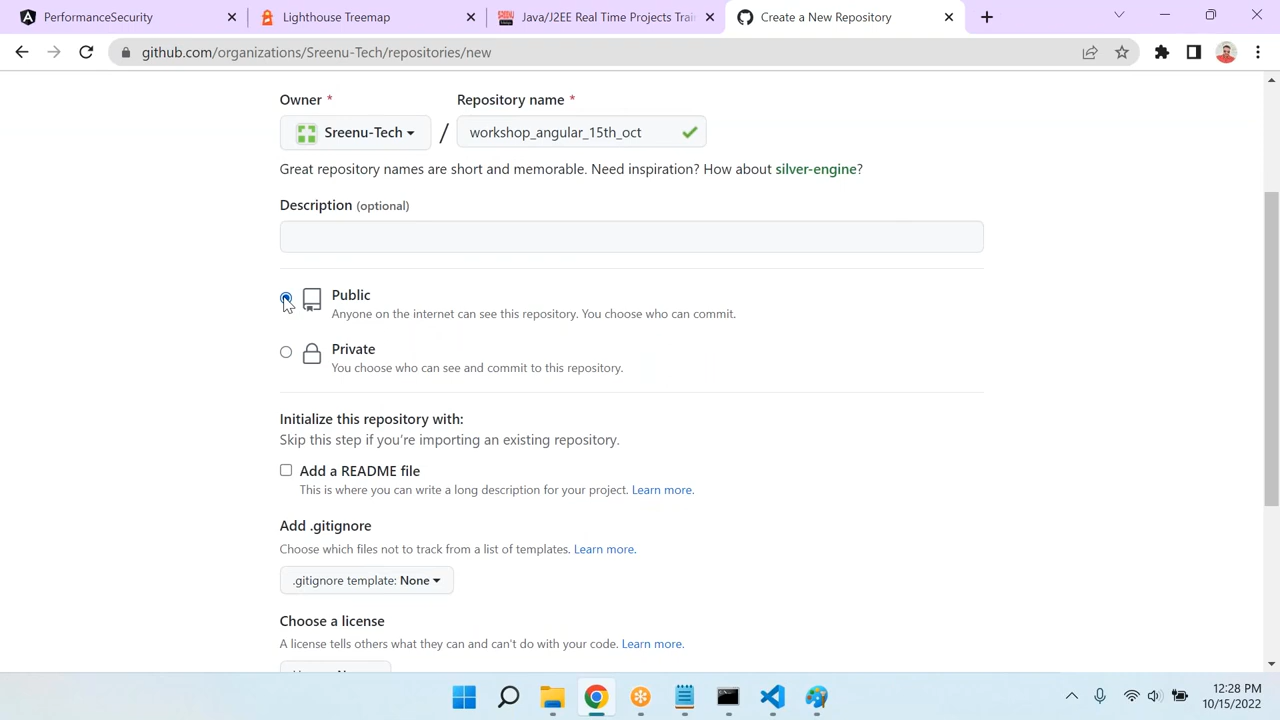 PerformanceSecurity
Lighthouse Treemap
Java/J2EE Real Time Projects Trai
Create a New Repository
github.com/organizations/Sreenu-Tech/repositories/new
Owner *
Repository name *
Sreenu-Tech
/
workshop_angular_15th_oct
Great repository names are short and memorable. Need inspiration? How about silver-engine?
Description (optional)
Public
Anyone on the internet can see this repository. You choose who can commit.
Private
You choose who can see and commit to this repository.
Initialize this repository with:
Skip this step if you're importing an existing repository.
Add a README file
This is where you can write a long description for your project. Learn more.
Add .gitignore
Choose which files not to track from a list of templates. Learn more.
.gitignore template: None
Choose a license
A license tells others what they can and can't do with your code. Learn more.
12:28 PM
10/15/2022